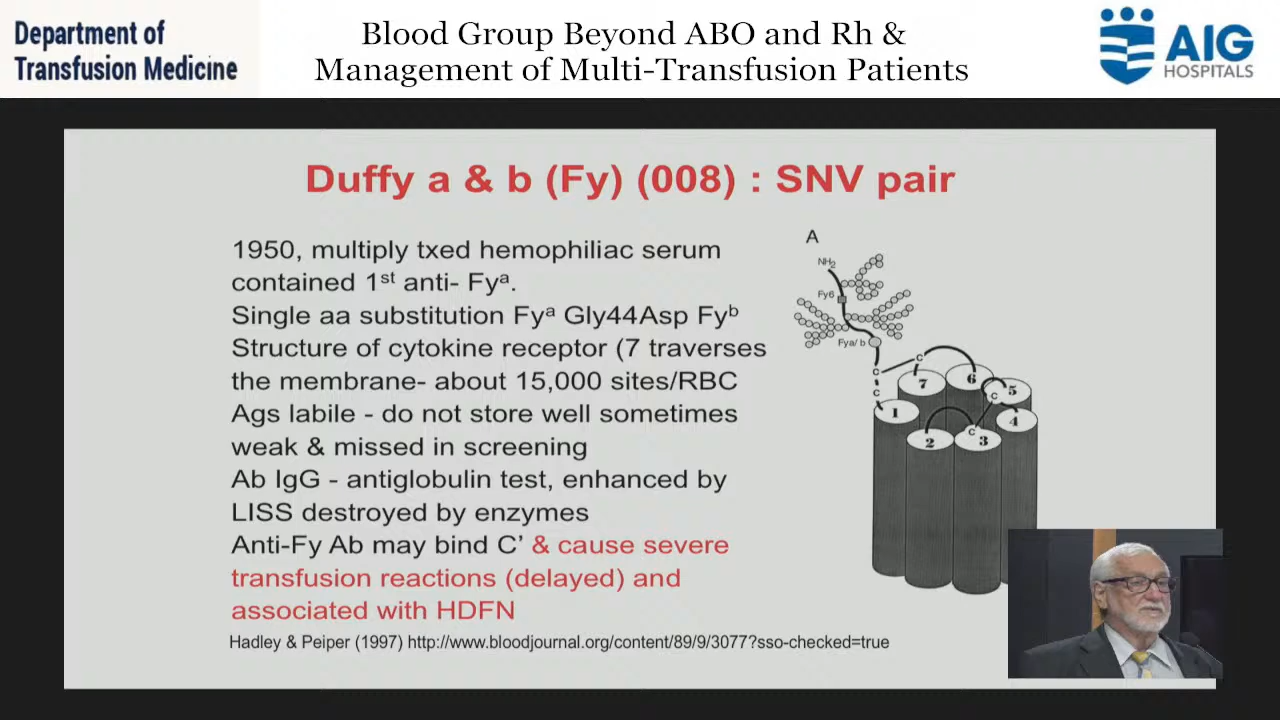 Department of
Transfusion Medicine
Blood Group Beyond ABO and Rh &
Management of Multi-Transfusion Patients
AIG
HOSPITALS
Duffy a & b (Fy) (008) : SNV pair
1950, multiply txed hemophiliac serum
contained 1st anti- Fyᵃ.
Single aa substitution Fyᵃ Gly44Asp Fyᵇ
Structure of cytokine receptor (7 traverses
the membrane- about 15,000 sites/RBC
Ags labile - do not store well sometimes
weak & missed in screening
Ab IgG - antiglobulin test, enhanced by
LISS destroyed by enzymes
Anti-Fy Ab may bind C' & cause severe
transfusion reactions (delayed) and
associated with HDFN
Hadley & Peiper (1997) http://www.bloodjournal.org/content/89/9/3077?sso-checked=true
A
NH₂
Fy6
Fya/ b
C
C
C
C
C
1
2
3
4
5
6
7